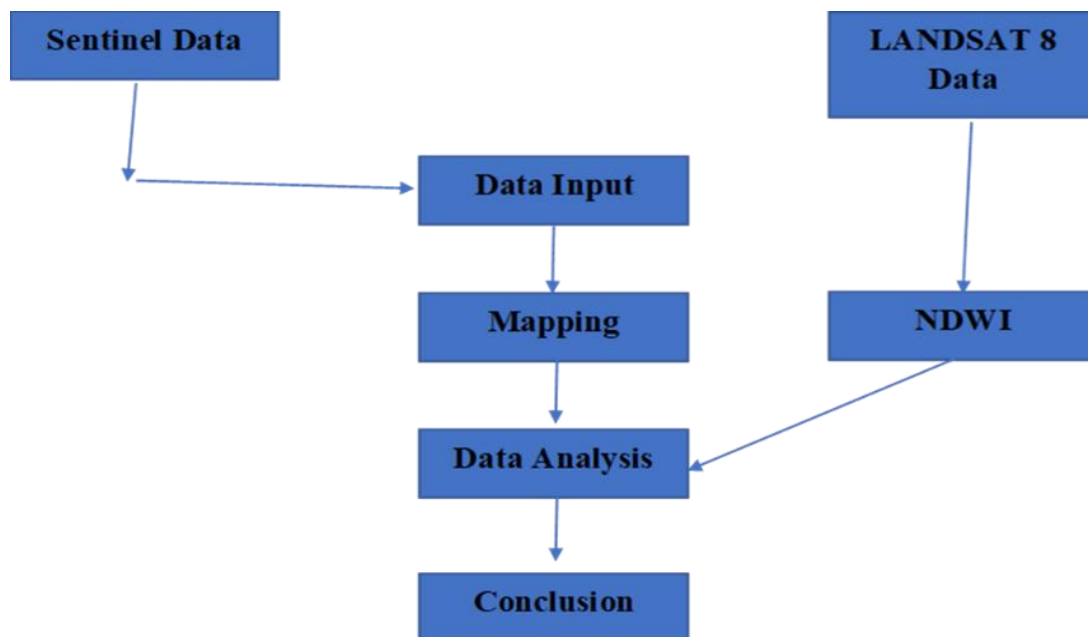 Sentinel Data
LANDSAT 8
Data
Data Input
Mapping
NDWI
Data Analysis
Conclusion